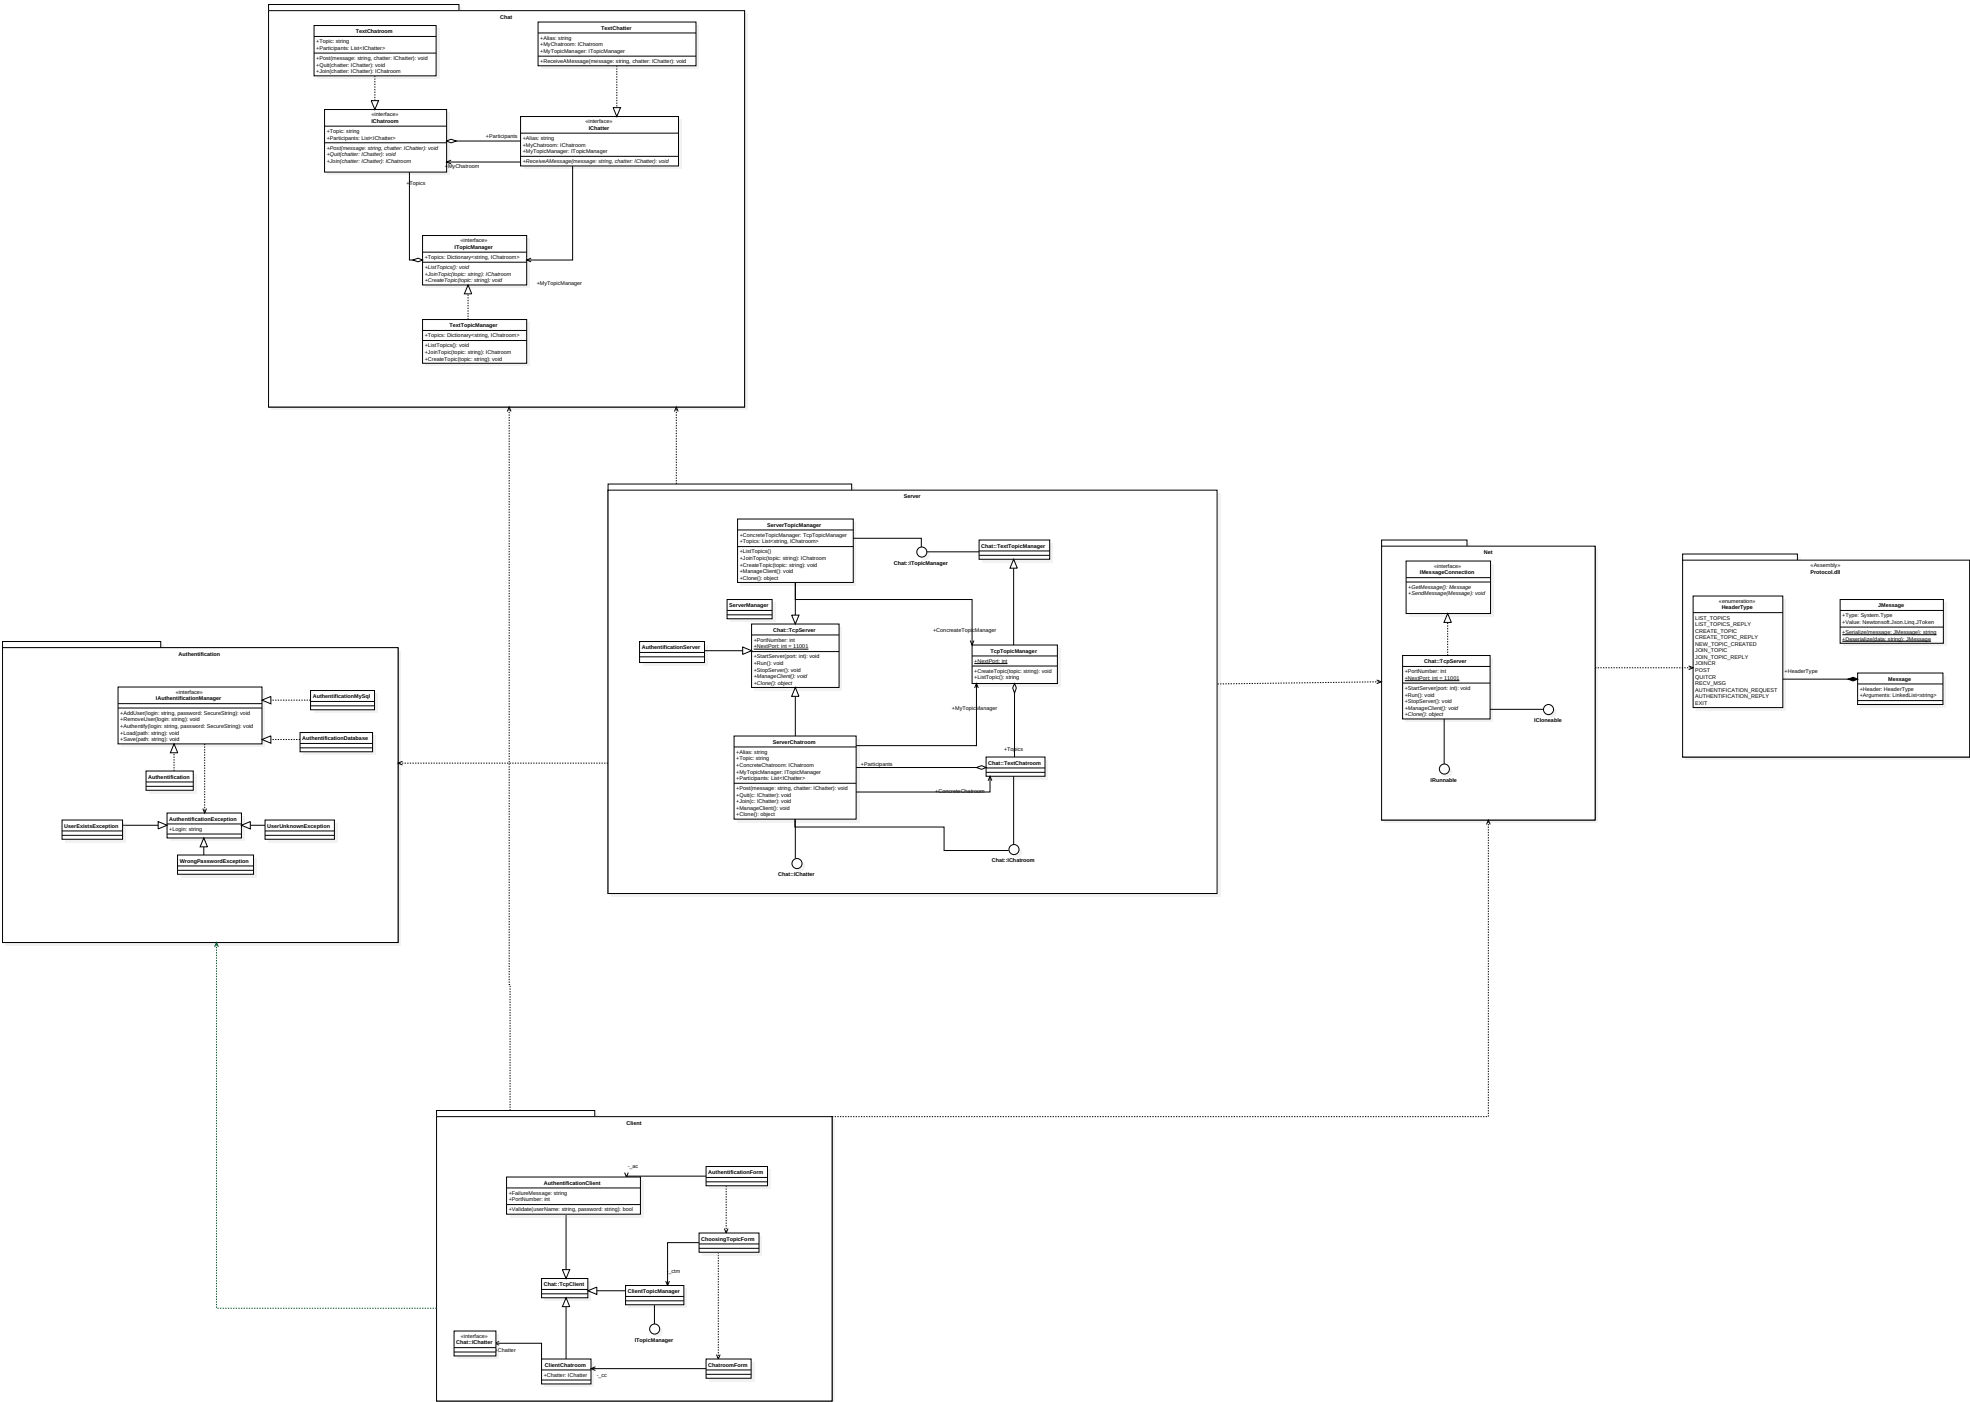 Chat
TextChatroom
+Topic: string
+Participants: List<IChatter>
+Post(message: string, chatter: IChatter): void
+Quit(chatter: IChatter): void
+Join(chatter: IChatter): IChatroom
TextChatter
+Alias: string
+MyChatroom: IChatroom
+MyTopicManager: ITopicManager
+ReceiveAMessage(message: string, chatter: IChatter): void
«interface»
IChatroom
+Topic: string
+Participants: List<IChatter>
+Post(message: string, chatter: IChatter): void
+Quit(chatter: IChatter): void
+Join(chatter: IChatter): IChatroom
+Participants
+MyChatroom
«interface»
IChatter
+Alias: string
+MyChatroom: IChatroom
+MyTopicManager: ITopicManager
+ReceiveAMessage(message: string, chatter: IChatter): void
+Topics
«interface»
ITopicManager
+Topics: Dictionary<string, IChatroom>
+ListTopics(): void
+JoinTopic(topic: string): IChatroom
+CreateTopic(topic: string): void
+MyTopicManager
TextTopicManager
+Topics: Dictionary<string, IChatroom>
+ListTopics(): void
+JoinTopic(topic: string): IChatroom
+CreateTopic(topic: string): void
Server
ServerTopicManager
+ConcreteTopicManager: TcpTopicManager
+Topics: List<string, IChatroom>
+ListTopics()
+JoinTopic(topic: string): IChatroom
+CreateTopic(topic: string): void
+ManageClient(): void
+Clone(): object
Chat::ITopicManager
Chat::TextTopicManager
ServerManager
AuthentificationServer
Chat::TcpServer
+PortNumber: int
+NextPort: int = 11001
+StartServer(port: int): void
+Run(): void
+StopServer(): void
+ManageClient(): void
+Clone(): object
+ConcreateTopicManager
TcpTopicManager
+NextPort: int
+CreateTopic(topic: string): void
+ListTopic(): string
+MyTopicManager
+Topics
ServerChatroom
+Alias: string
+Topic: string
+ConcreteChatroom: IChatroom
+MyTopicManager: ITopicManager
+Participants: List<IChatter>
+Post(message: string, chatter: IChatter): void
+Quit(c: IChatter): void
+Join(c: IChatter): void
+ManageClient(): void
+Clone(): object
+Participants
+ConcreteChatroom
Chat::TextChatroom
Chat::IChatter
Chat::IChatroom
Net
«interface»
IMessageConnection
+GetMessage(): Message
+SendMessage(Message): void
Chat::TcpServer
+PortNumber: int
+NextPort: int = 11001
+StartServer(port: int): void
+Run(): void
+StopServer(): void
+ManageClient(): void
+Clone(): object
ICloneable
IRunnable
«Assembly»
Protocol.dll
«enumeration»
HeaderType
LIST_TOPICS
LIST_TOPICS_REPLY
CREATE_TOPIC
CREATE_TOPIC_REPLY
NEW_TOPIC_CREATED
JOIN_TOPIC
JOIN_TOPIC_REPLY
JOINCR
POST
QUITCR
RECV_MSG
AUTHENTIFICATION_REQUEST
AUTHENTIFICATION_REPLY
EXIT
JMessage
+Type: System.Type
+Value: Newtonsoft.Json.Linq.JToken
+Serialize(message: JMessage): string
+Deserialize(data: string): JMessage
+HeaderType
Message
+Header: HeaderType
+Arguments: LinkedList<string>
Authentification
«interface»
IAuthentificationManager
+AddUser(login: string, password: SecureString): void
+RemoveUser(login: string): void
+Authentify(login: string, password: SecureString): void
+Load(path: string): void
+Save(path: string): void
AuthentificationMySql
AuthentificationDatabase
Authentification
AuthentificationException
+Login: string
UserExistsException
UserUnknownException
WrongPasswordException
Client
-_ac
AuthentificationForm
AuthentificationClient
+FailureMessage: string
+PortNumber: int
+Validate(userName: string, password: string): bool
ChoosingTopicForm
-_ctm
Chat::TcpClient
ClientTopicManager
ITopicManager
«interface»
Chat::IChatter
+Chatter
ClientChatroom
+Chatter: IChatter
-_cc
ChatroomForm